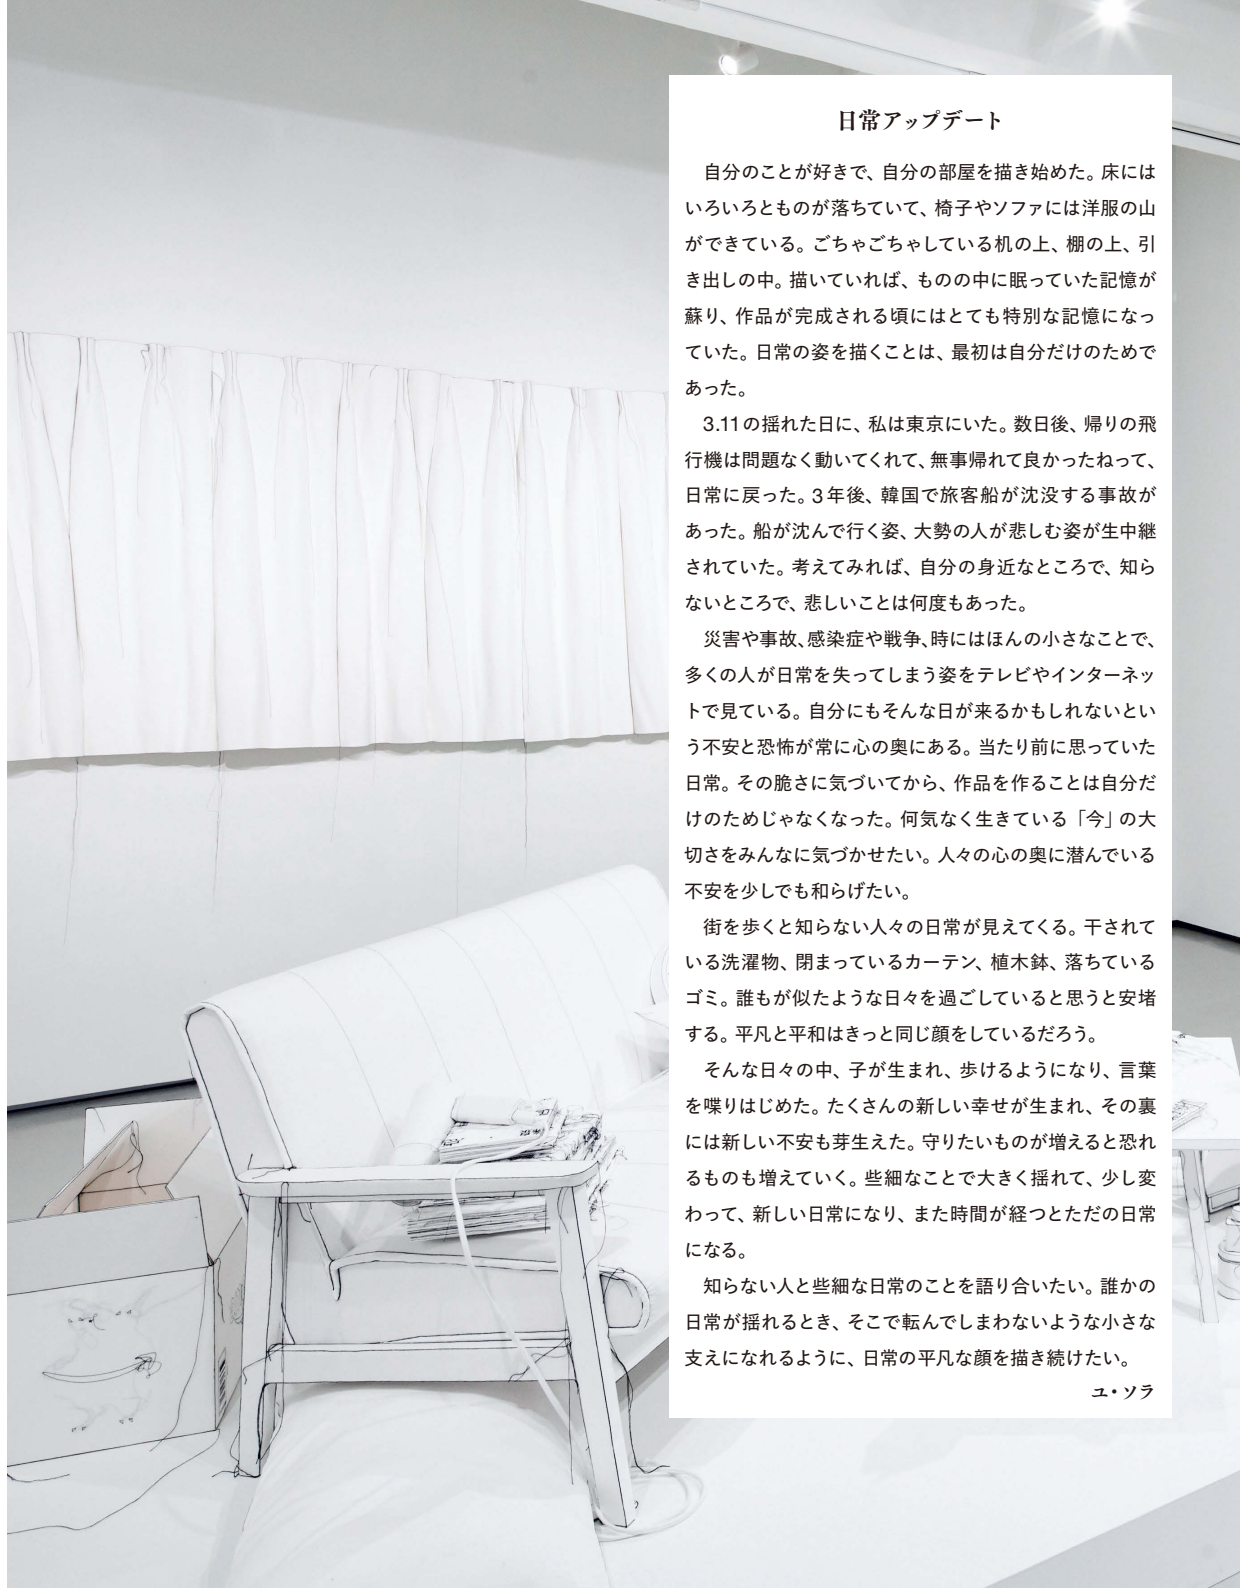 日常アップデート
自分のことが好きで、自分の部屋を描き始めた。床には
いろいろとものが落ちていて、椅子やソファには洋服の山
ができている。ごちゃごちゃしている机の上、棚の上、引
き出しの中。描いていれば、ものの中に眠っていた記憶が
蘇り、作品が完成される頃にはとても特別な記憶になっ
ていた。日常の姿を描くことは、最初は自分だけのためで
あった。
3.11の揺れた日に、私は東京にいた。数日後、帰りの飛
行機は問題なく動いてくれて、無事帰れて良かったねって、
日常に戻った。3年後、韓国で旅客船が沈没する事故が
あった。船が沈んで行く姿、大勢の人が悲しむ姿が生中継
されていた。考えてみれば、自分の身近なところで、知ら
ないところで、悲しいことは何度もあった。
災害や事故、感染症や戦争、時にはほんの小さなことで、
多くの人が日常を失ってしまう姿をテレビやインターネッ
トで見ている。自分にもそんな日が来るかもしれないとい
う不安と恐怖が常に心の奥にある。当たり前に思っていた
日常。その脆さに気づいてから、作品を作ることは自分だ
けのためじゃなくなった。何気なく生きている「今」の大
切さをみんなに気づかせたい。人々の心の奥に潜んでいる
不安を少しでも和らげたい。
街を歩くと知らない人々の日常が見えてくる。干されて
いる洗濯物、閉まっているカーテン、植木鉢、落ちている
ゴミ。誰もが似たような日々を過ごしていると思うと安堵
する。平凡と平和はきっと同じ顔をしているだろう。
そんな日々の中、子が生まれ、歩けるようになり、言葉
を喋りはじめた。たくさんの新しい幸せが生まれ、その裏
には新しい不安も芽生えた。守りたいものが増えると恐れ
るものも増えていく。些細なことで大きく揺れて、少し変
わって、新しい日常になり、また時間が経つとただの日常
になる。
知らない人と些細な日常のことを語り合いたい。誰かの
日常が揺れるとき、そこで転んでしまわないような小さな
支えになれるように、日常の平凡な顔を描き続けたい。
ユ・ソラ